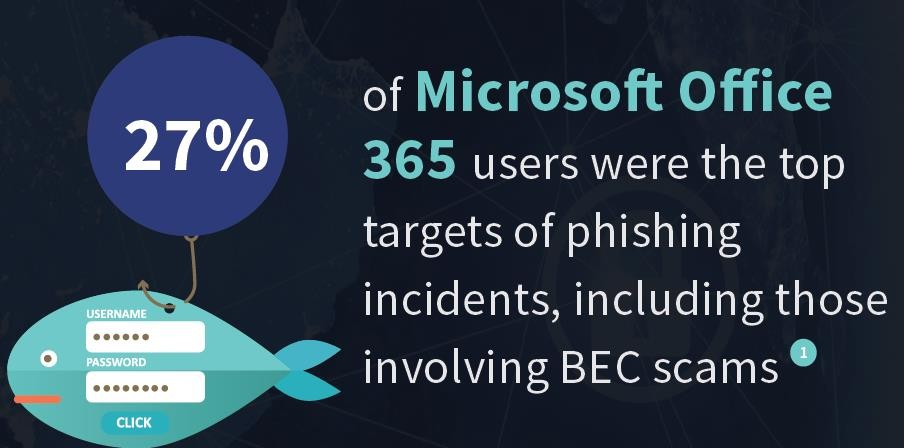 27%
of Microsoft Office
365 users were the top
targets of phishing
incidents, including those
involving BEC scams 1
USERNAME
PASSWORD
CLICK